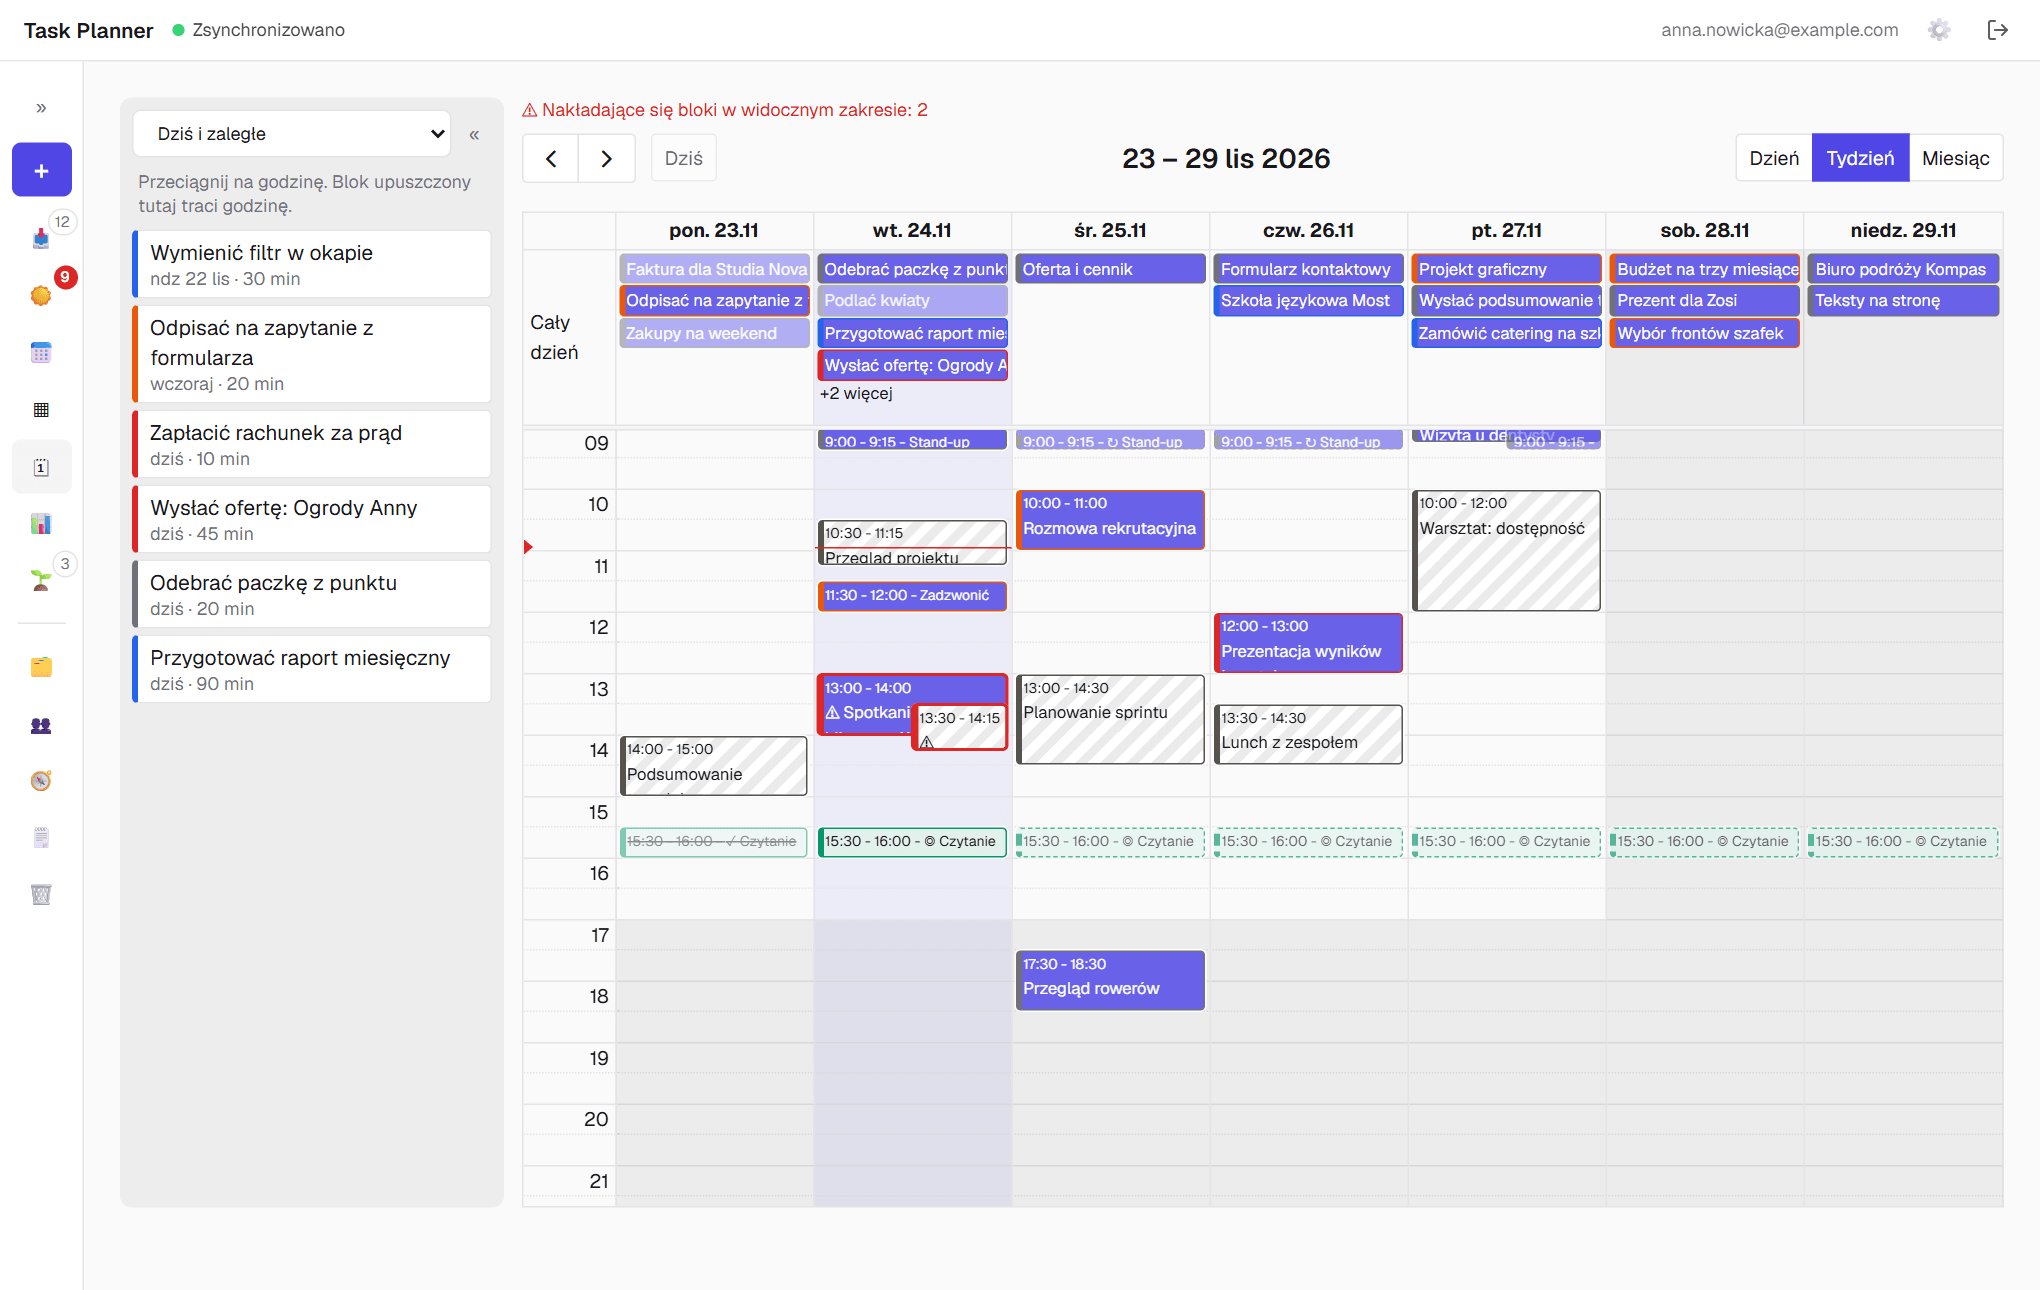 Task Planner
Zsynchronizowano
anna.nowicka@example.com
»
+
12
9
1
3
Dziś i zaległe
«
Przeciągnij na godzinę. Blok upuszczony
tutaj traci godzinę.
Wymienić filtr w okapie
ndz 22 lis · 30 min
Odpisać na zapytanie z
formularza
wczoraj · 20 min
Zapłacić rachunek za prąd
dziś · 10 min
Wysłać ofertę: Ogrody Anny
dziś · 45 min
Odebrać paczkę z punktu
dziś · 20 min
Przygotować raport miesięczny
dziś · 90 min
⚠ Nakładające się bloki w widocznym zakresie: 2
Dziś
23 – 29 lis 2026
Dzień
Tydzień
Miesiąc
pon. 23.11
wt. 24.11
śr. 25.11
czw. 26.11
pt. 27.11
sob. 28.11
niedz. 29.11
Cały
dzień
Faktura dla Studia Nova
Odpisać na zapytanie z
Zakupy na weekend
Odebrać paczkę z punkt
Podlać kwiaty
Przygotować raport mies
Wysłać ofertę: Ogrody A
+2 więcej
Oferta i cennik
Formularz kontaktowy
Szkoła językowa Most
Projekt graficzny
Wysłać podsumowanie t
Zamówić catering na szk
Budżet na trzy miesiące
Prezent dla Zosi
Wybór frontów szafek
Biuro podróży Kompas
Teksty na stronę
09
10
11
12
13
14
15
16
17
18
19
20
21
14:00 - 15:00
Podsumowanie
15:30 - 16:00 - ✓ Czytanie
9:00 - 9:15 - Stand-up
10:30 - 11:15
Przegląd projektu
11:30 - 12:00 - Zadzwonić
13:00 - 14:00
⚠ Spotkani
13:30 - 14:15
⚠
15:30 - 16:00 - ⊚ Czytanie
9:00 - 9:15 - ↻ Stand-up
10:00 - 11:00
Rozmowa rekrutacyjna
13:00 - 14:30
Planowanie sprintu
15:30 - 16:00 - ⊚ Czytanie
17:30 - 18:30
Przegląd rowerów
9:00 - 9:15 - ↻ Stand-up
12:00 - 13:00
Prezentacja wyników
13:30 - 14:30
Lunch z zespołem
15:30 - 16:00 - ⊚ Czytanie
Wizyta u dentysty
9:00 - 9:15 -
10:00 - 12:00
Warsztat: dostępność
15:30 - 16:00 - ⊚ Czytanie
15:30 - 16:00 - ⊚ Czytanie
15:30 - 16:00 - ⊚ Czytanie